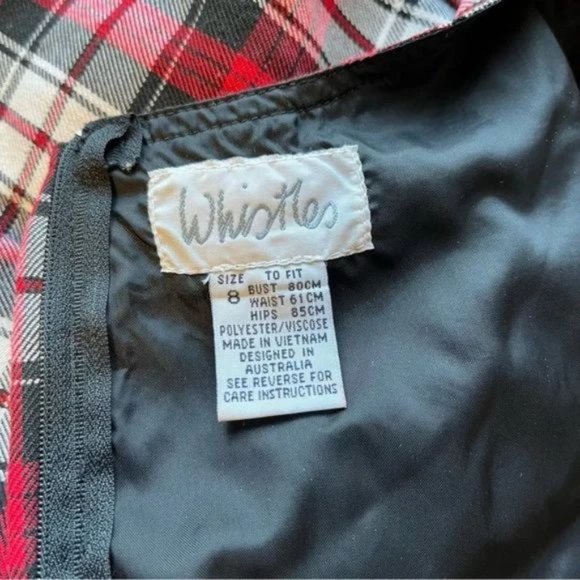 Whistles
SIZE TO FIT
8 BUST 80CM
WAIST 61CM
HIPS 85CM
POLYESTER/VISCOSE
MADE IN VIETNAM
DESIGNED IN
AUSTRALIA
SEE REVERSE FOR
CARE INSTRUCTIONS